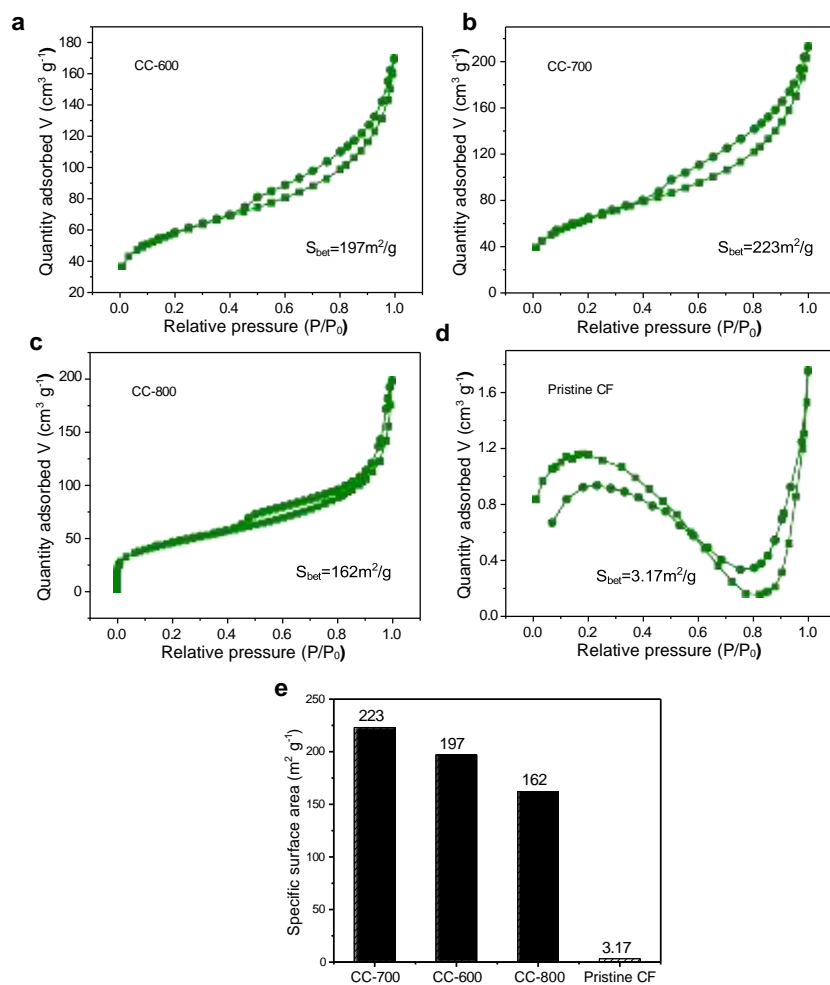 a
CC-600
Quantity adsorbed V (cm³ g⁻¹)
180
160
140
120
100
80
60
40
20
0.0 0.2 0.4 0.6 0.8 1.0
Relative pressure (P/P₀)
S_bet=197m²/g
b
CC-700
Quantity adsorbed V (cm³ g⁻¹)
200
160
120
80
40
0
0.0 0.2 0.4 0.6 0.8 1.0
Relative pressure (P/P₀)
S_bet=223m²/g
c
CC-800
Quantity adsorbed V (cm³ g⁻¹)
200
150
100
50
0
0.0 0.2 0.4 0.6 0.8 1.0
Relative pressure (P/P₀)
S_bet=162m²/g
d
Pristine CF
Quantity adsorbed V (cm³ g⁻¹)
1.6
1.2
0.8
0.4
0.0
0.0 0.2 0.4 0.6 0.8 1.0
Relative pressure (P/P₀)
S_bet=3.17m²/g
e
Specific surface area (m² g⁻¹)
250
200
150
100
50
0
223
197
162
3.17
CC-700 CC-600 CC-800 Pristine CF